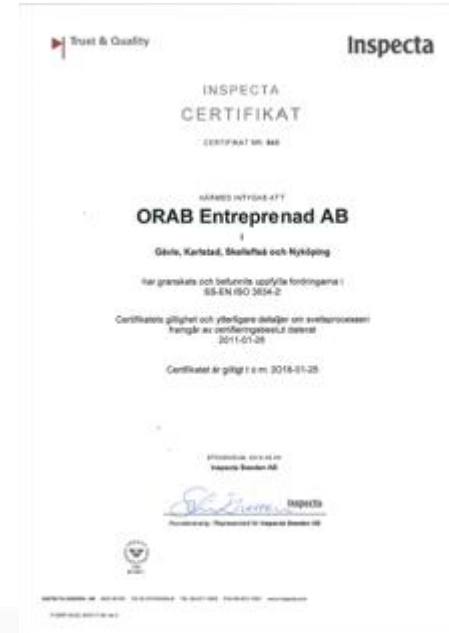 Trust & Quality
Inspecta
INSPECTA
CERTIFIKAT
CERTIFIKAT NR.
HÄRMED INTYGAS ATT
ORAB Entreprenad AB
i
Gävle, Karlstad, Skellefteå och Nyköping
har granskats och befunnits uppfylla fordringarna i
SS-EN ISO 3834-2
Certifikatets giltighet och ytterligare detaljer om svetsprocessen
framgår av certifieringsbeslut daterat
2011-01-26
Certifikatet är giltigt t o m 2016-01-25
STOCKHOLM
Inspecta Sweden AB
Inspecta